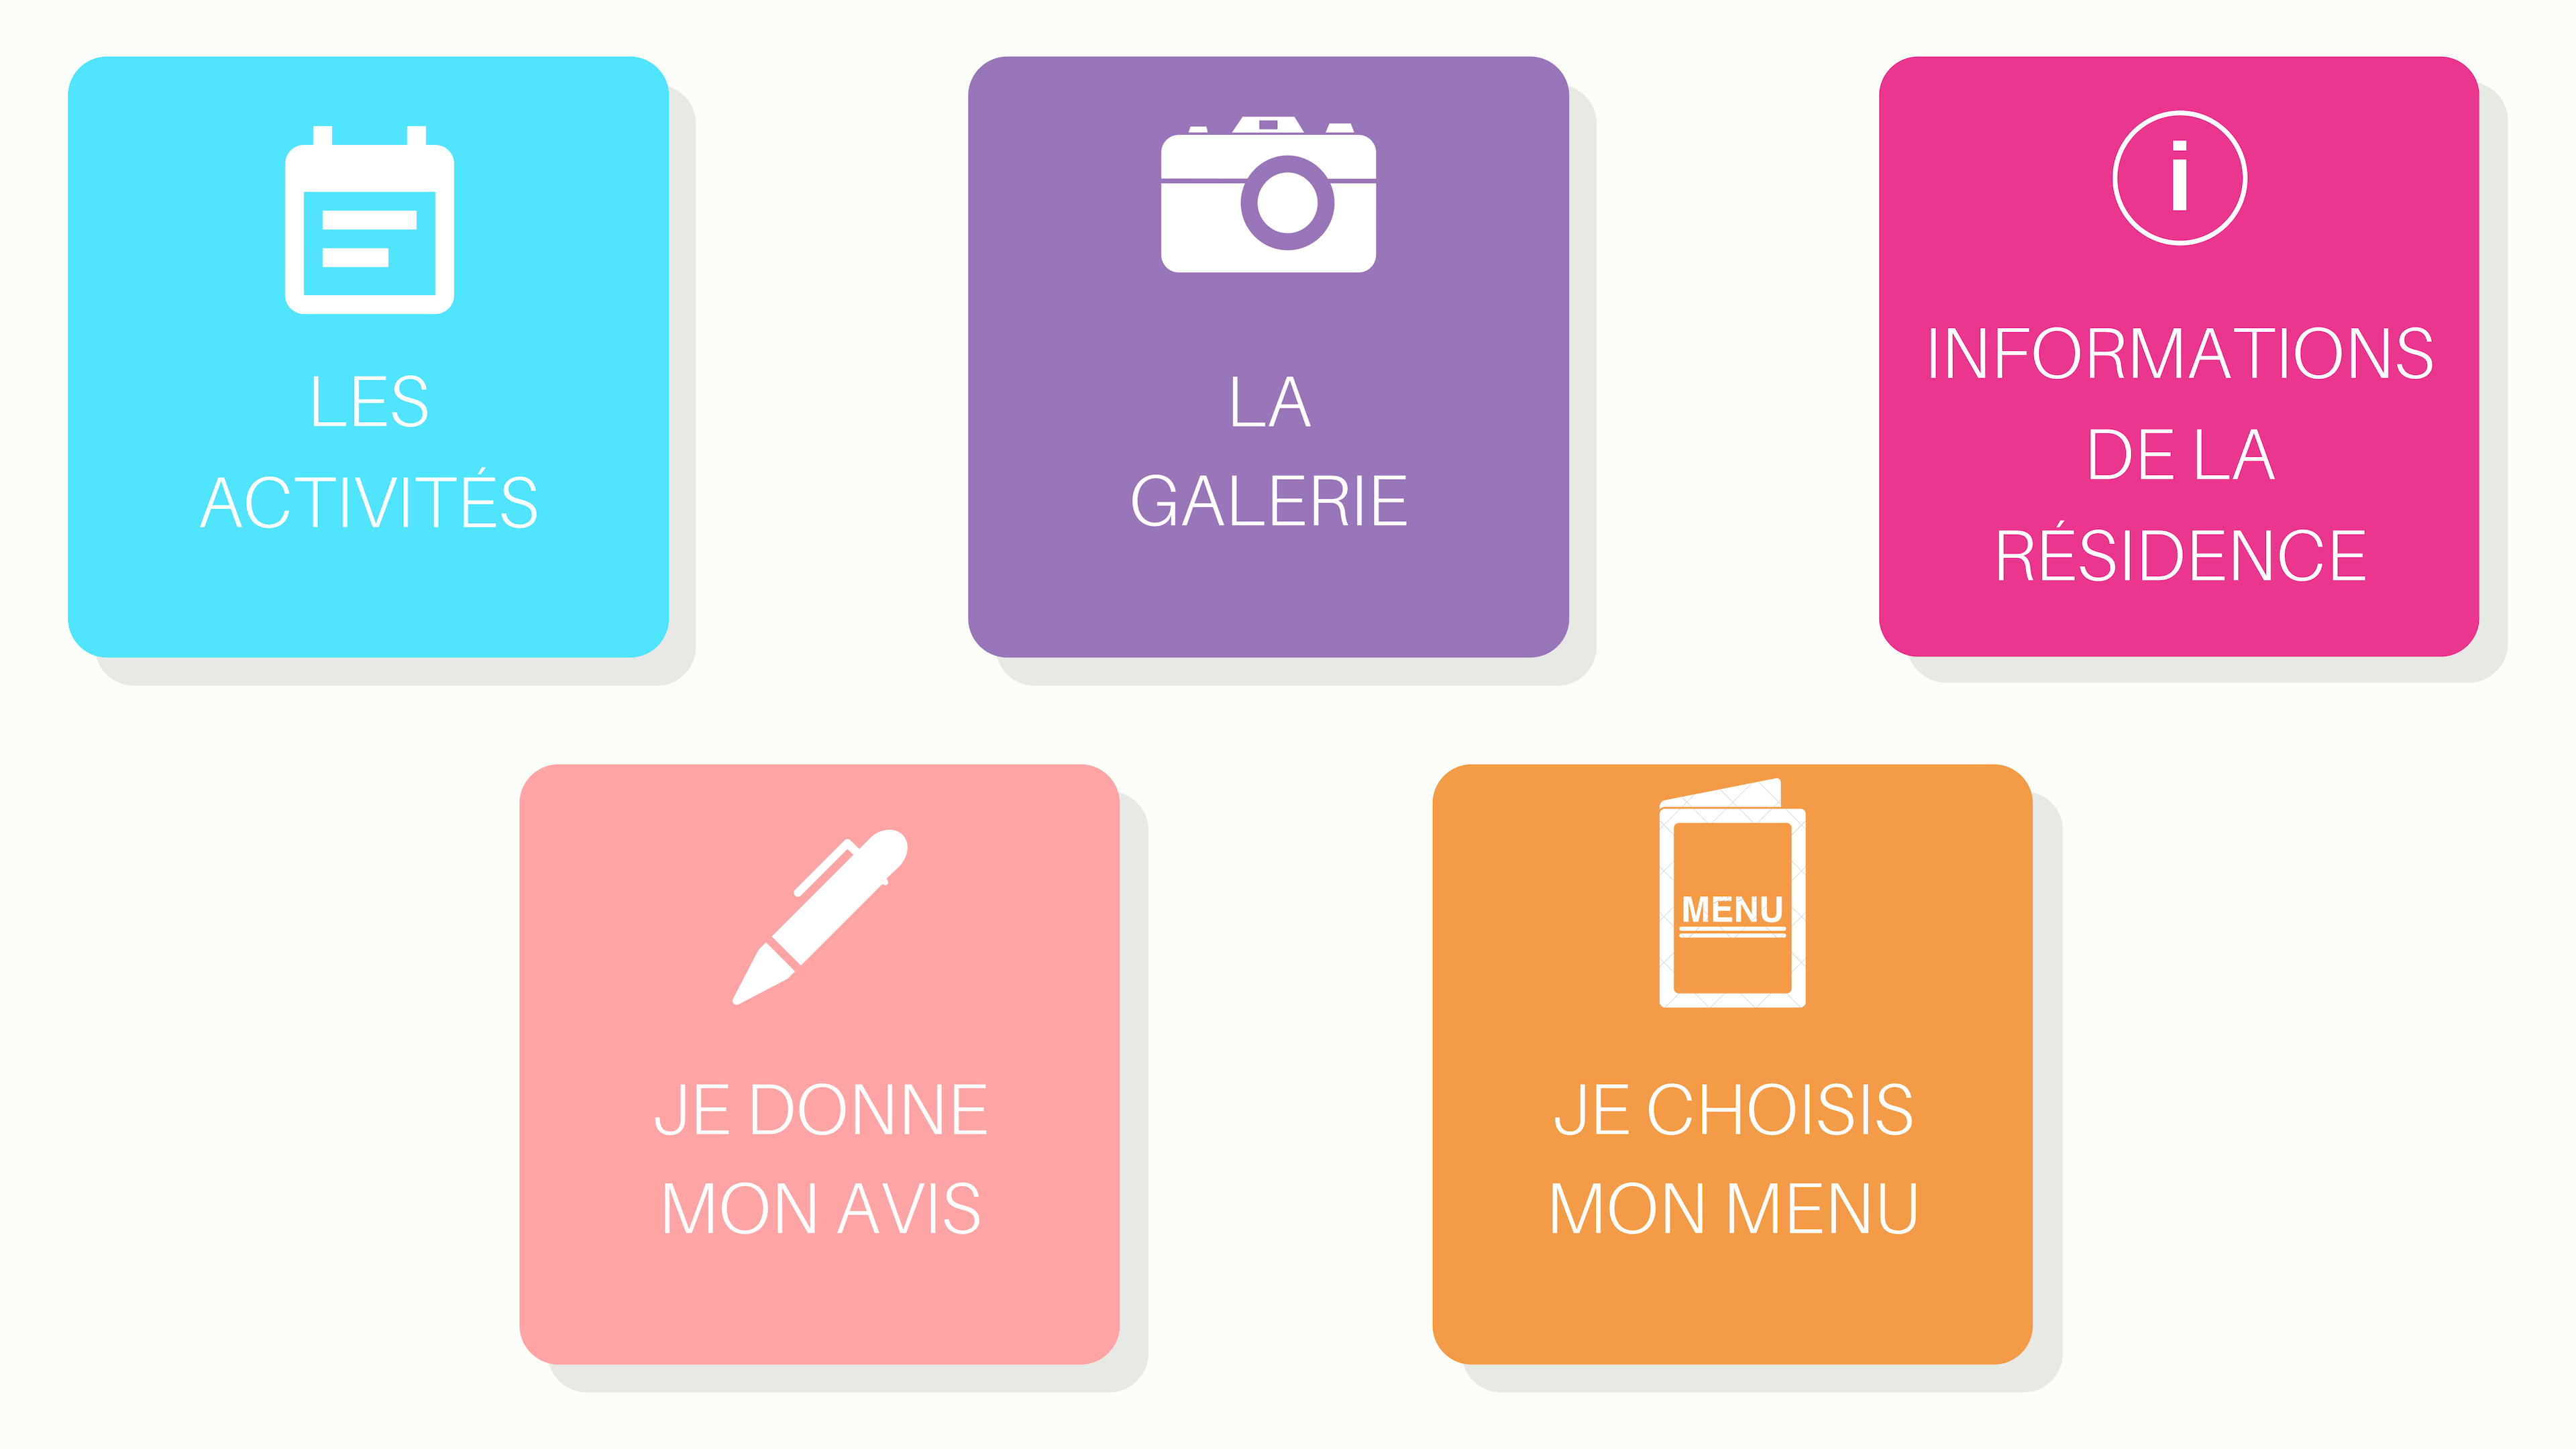 LES
ACTIVITÉS
LA
GALERIE
i
INFORMATIONS
DE LA
RÉSIDENCE
JE DONNE
MON AVIS
MENU
JE CHOISIS
MON MENU